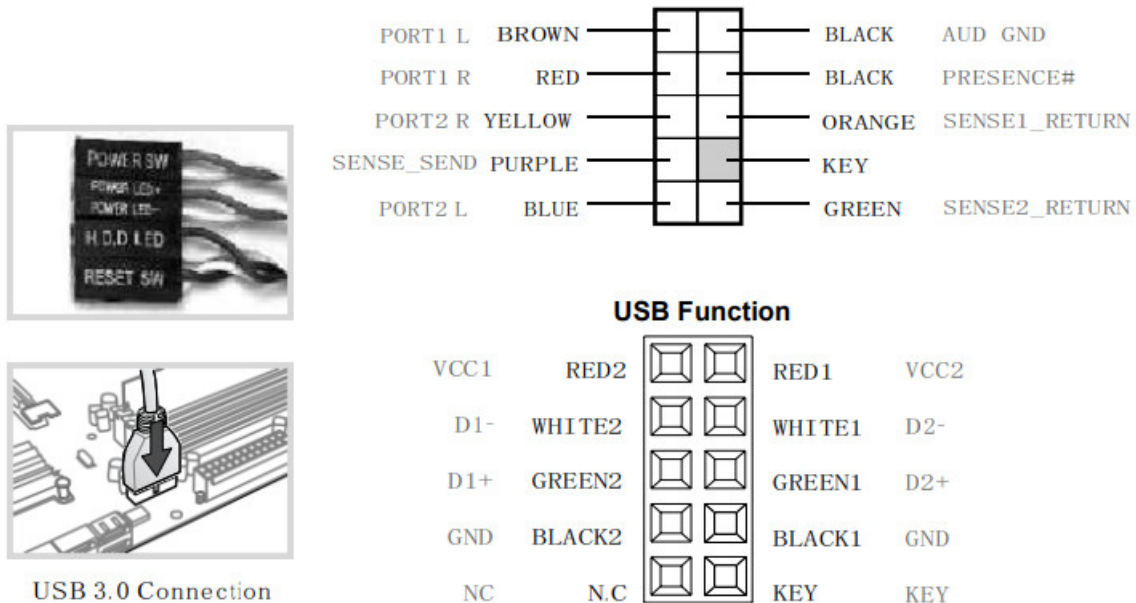 PORT1 L BROWN BLACK AUD GND
PORT1 R RED BLACK PRESENCE#
PORT2 R YELLOW ORANGE SENSE1_RETURN
SENSE_SEND PURPLE KEY
PORT2 L BLUE GREEN SENSE2_RETURN
POWER SW
POWER LED+
POWER LED-
H.D.D LED
RESET SW
USB Function
VCC1 RED2 RED1 VCC2
D1- WHITE2 WHITE1 D2-
D1+ GREEN2 GREEN1 D2+
GND BLACK2 BLACK1 GND
NC N.C KEY KEY
USB 3.0 Connection